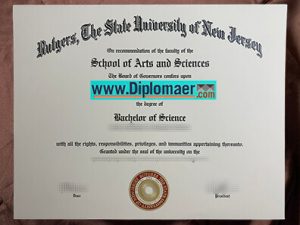 Rutgers, The State University of New Jersey
On recommendation of the faculty of the
School of Arts and Sciences
The Board of Governors confers upon
www.Diplomaer.com
the degree of
Bachelor of Science
with all the rights, responsibilities, privileges, and immunities appertaining thereunto.
Granted under the seal of the university on the
Dean
President